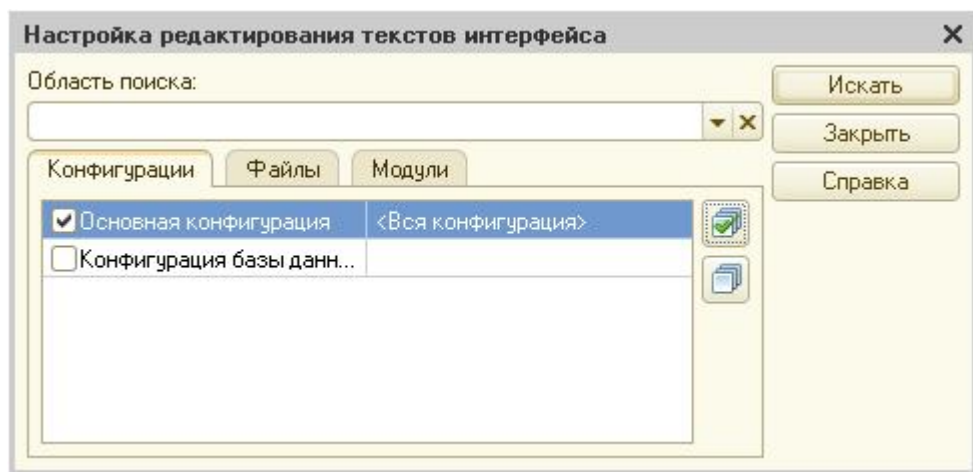 Настройка редактирования текстов интерфейса
Область поиска:
Искать
Закрыть
Справка
Конфигурации Файлы Модули
Основная конфигурация <Вся конфигурация>
Конфигурация базы данн...